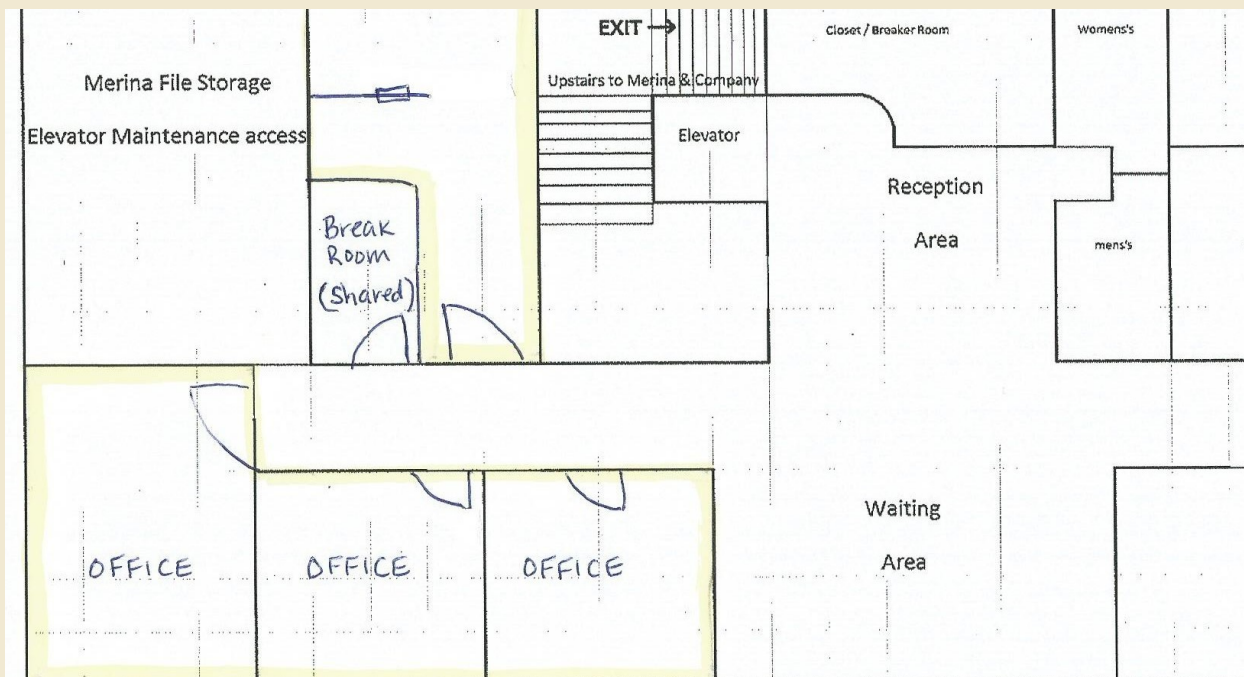 EXIT →
Closet / Breaker Room
Womens's
Merina File Storage
Upstairs to Merina & Company
Elevator Maintenance access
Elevator
Reception
Area
Break
Room
(Shared)
mens's
Waiting
Area
OFFICE
OFFICE
OFFICE